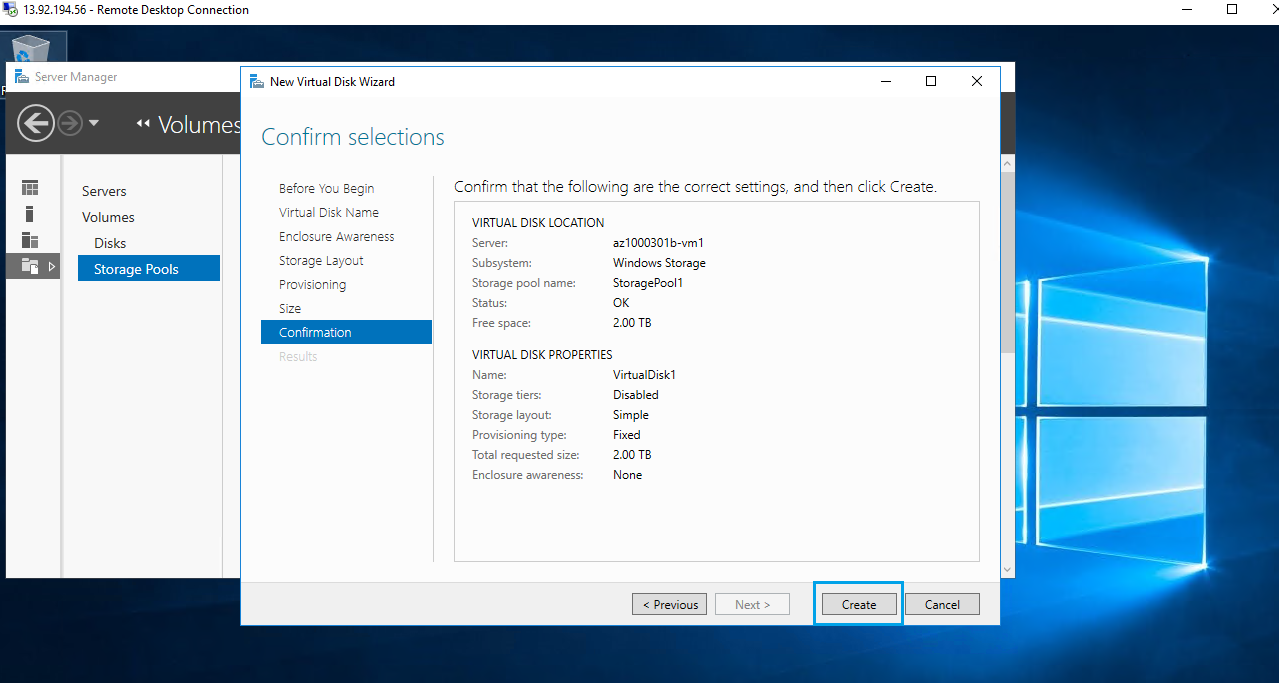 13.92.194.56 - Remote Desktop Connection
Server Manager
Volumes
Servers
Volumes
Disks
Storage Pools
New Virtual Disk Wizard
Confirm selections
Before You Begin
Virtual Disk Name
Enclosure Awareness
Storage Layout
Provisioning
Size
Confirmation
Results
Confirm that the following are the correct settings, and then click Create.
VIRTUAL DISK LOCATION
Server: az1000301b-vm1
Subsystem: Windows Storage
Storage pool name: StoragePool1
Status: OK
Free space: 2.00 TB
VIRTUAL DISK PROPERTIES
Name: VirtualDisk1
Storage tiers: Disabled
Storage layout: Simple
Provisioning type: Fixed
Total requested size: 2.00 TB
Enclosure awareness: None
< Previous Next > Create Cancel